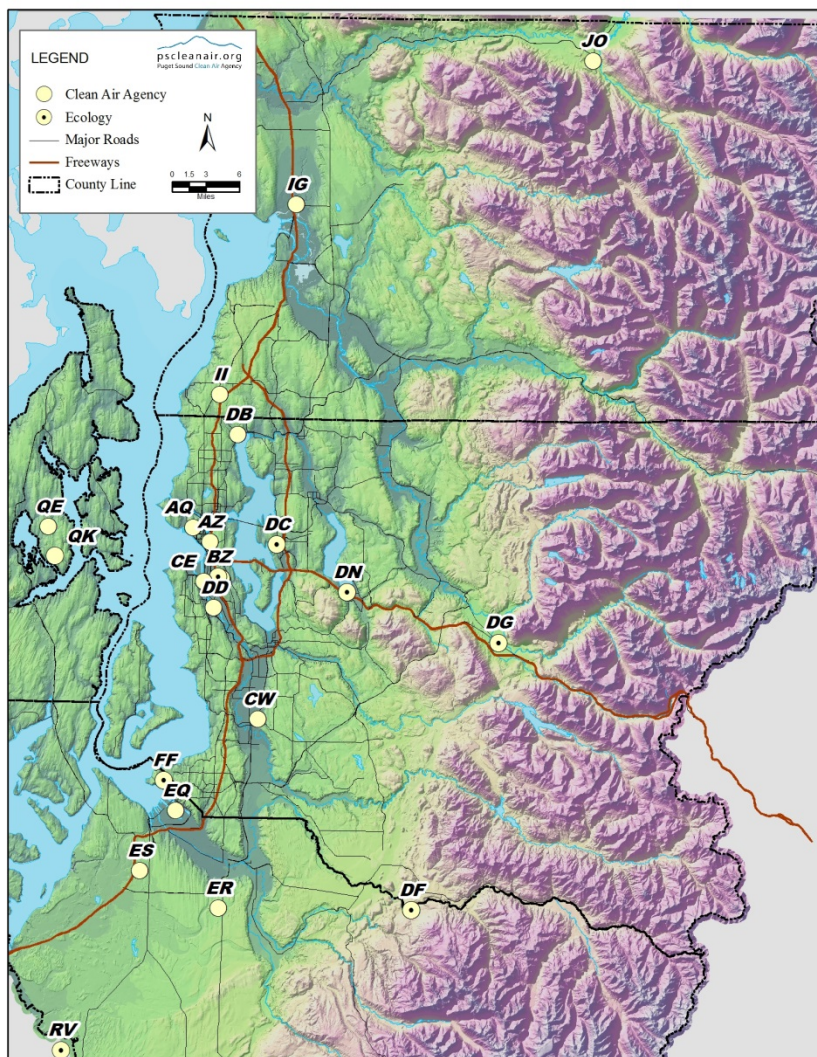 LEGEND
pscleanair.org
Puget Sound Clean Air Agency
Clean Air Agency
Ecology
Major Roads
Freeways
County Line
N
0 1.5 3 6
Miles
JO
IG
II
DB
QE
QK
AQ
AZ
DC
CE
BZ
DD
DN
DG
CW
FF
EQ
ES
ER
DF
RV